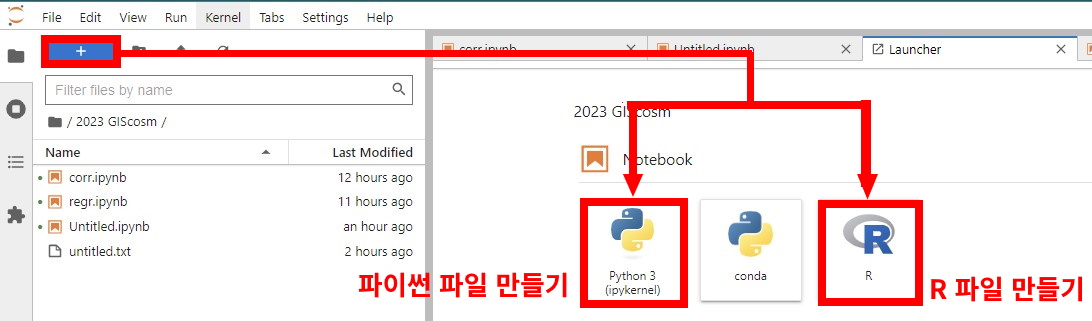 File Edit View Run Kernel Tabs Settings Help
+
corr.ipynb
Untitled.ipynb
Launcher
Filter files by name
/ 2023 GIScosm /
Name Last Modified
corr.ipynb 12 hours ago
regr.ipynb 11 hours ago
Untitled.ipynb an hour ago
untitled.txt 2 hours ago
2023 GIScosm
Notebook
Python 3
(ipykernel)
conda
R
파이썬 파일 만들기
R 파일 만들기